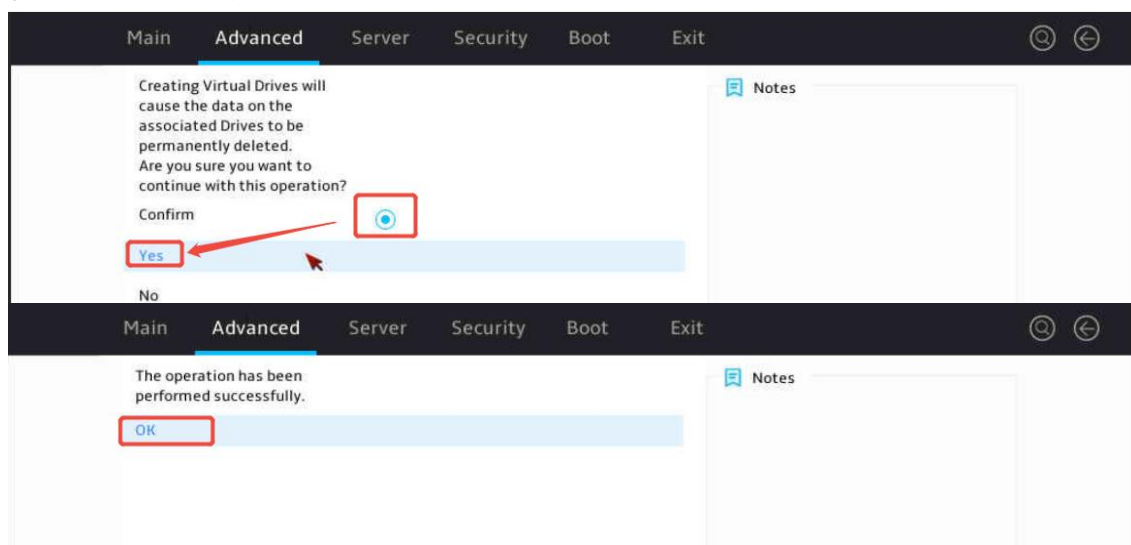 Main Advanced Server Security Boot Exit
Creating Virtual Drives will
cause the data on the
associated Drives to be
permanently deleted.
Are you sure you want to
continue with this operation?
Confirm
Yes
No
Notes
Main Advanced Server Security Boot Exit
The operation has been
performed successfully.
OK
Notes